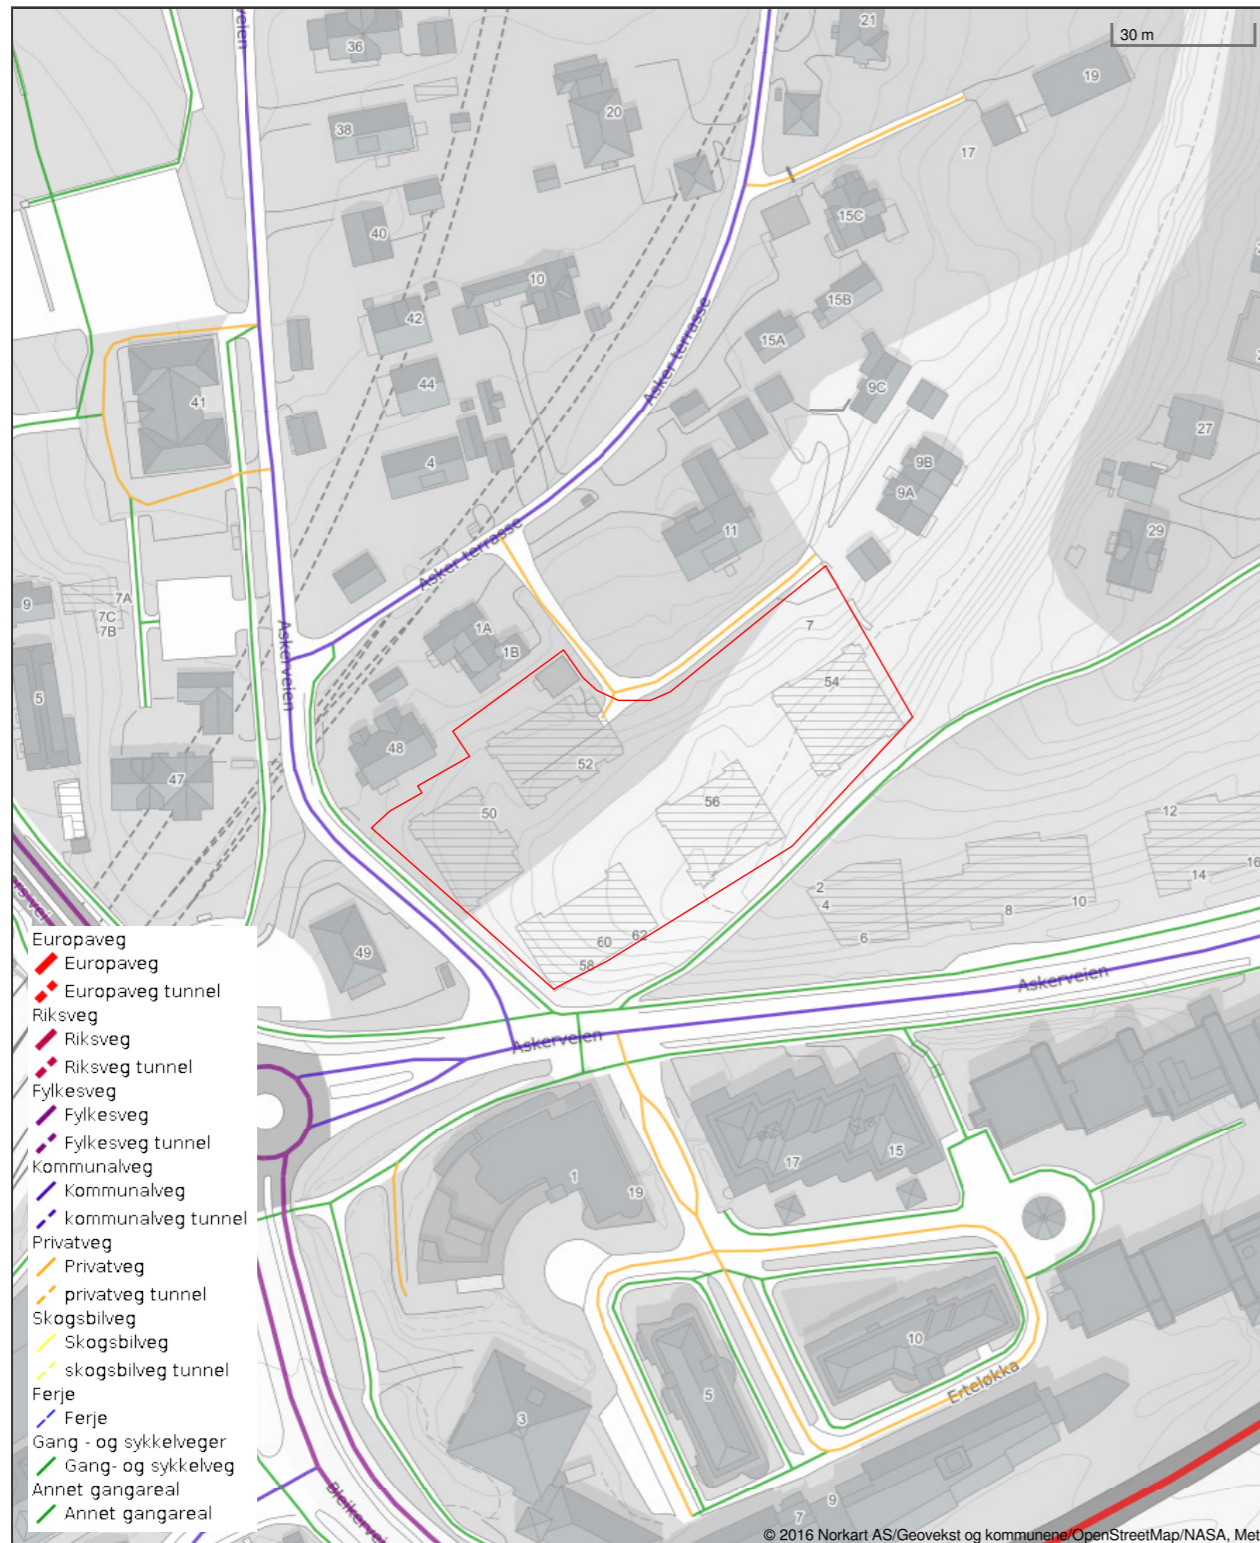 30 m
21
36
19
20
38
17
15C
40
10
15B
42
15A
Asker terrasse
44
9C
41
27
4
9B
9A
11
29
Asker terrasse
9
7A
7C
7B
7
1A
1B
Askerveien
5
54
48
52
47
56
50
12
2
4
16
14
10
8
6
62
60
58
49
Askerveien
Askerveien
Europaveg
Europaveg
Europaveg tunnel
Riksveg
Riksveg
Riksveg tunnel
Fylkesveg
Fylkesveg
Fylkesveg tunnel
Kommunalveg
Kommunalveg
kommunalveg tunnel
Privatveg
Privatveg
privatveg tunnel
Skogsbilveg
Skogsbilveg
skogsbilveg tunnel
Ferje
Ferje
Gang - og sykkelveger
Gang- og sykkelveg
Annet gangareal
Annet gangareal
17
15
1
19
10
5
Erteløkka
3
9
7
Bleikerveien
© 2016 Norkart AS/Geovekst og kommunene/OpenStreetMap/NASA, Met